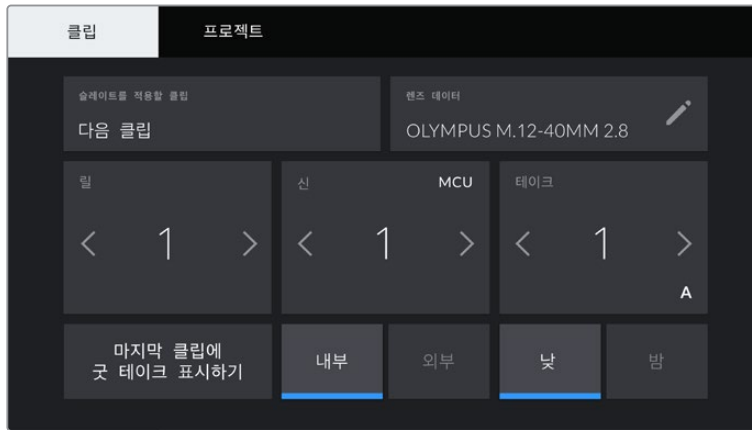 클립 프로젝트
슬레이트를 적용할 클립
다음 클립
렌즈 데이터
OLYMPUS M.12-40MM 2.8
릴
1
신 MCU
1
테이크
1
A
마지막 클립에
굿 테이크 표시하기
내부 외부 낮 밤